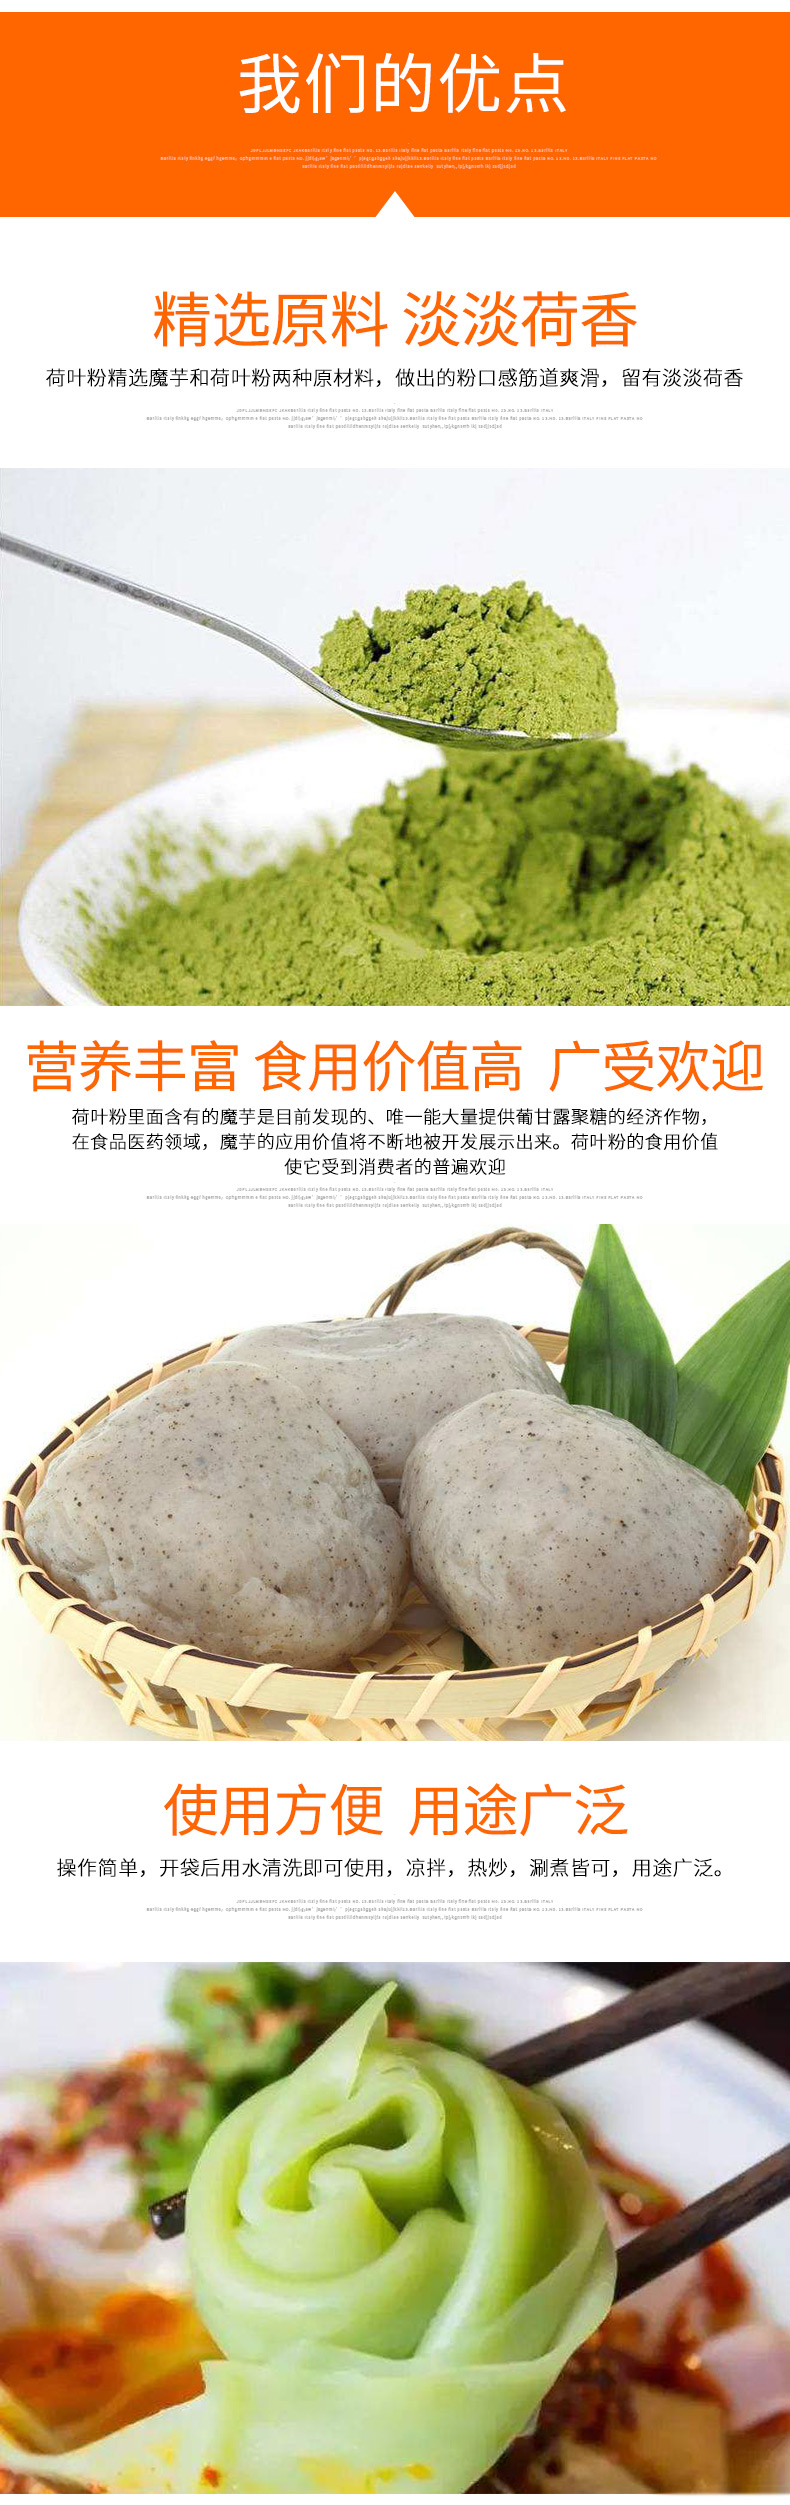 我们的优点
精选原料 淡淡荷香
荷叶粉精选魔芋和荷叶粉两种原材料，做出的粉口感筋道爽滑，留有淡淡荷香
营养丰富 食用价值高 广受欢迎
荷叶粉里面含有的魔芋是目前发现的、唯一能大量提供葡甘露聚糖的经济作物，
在食品医药领域，魔芋的应用价值将不断地被开发展示出来。荷叶粉的食用价值
使它受到消费者的普遍欢迎
使用方便 用途广泛
操作简单，开袋后用水清洗即可使用，凉拌，热炒，涮煮皆可，用途广泛。